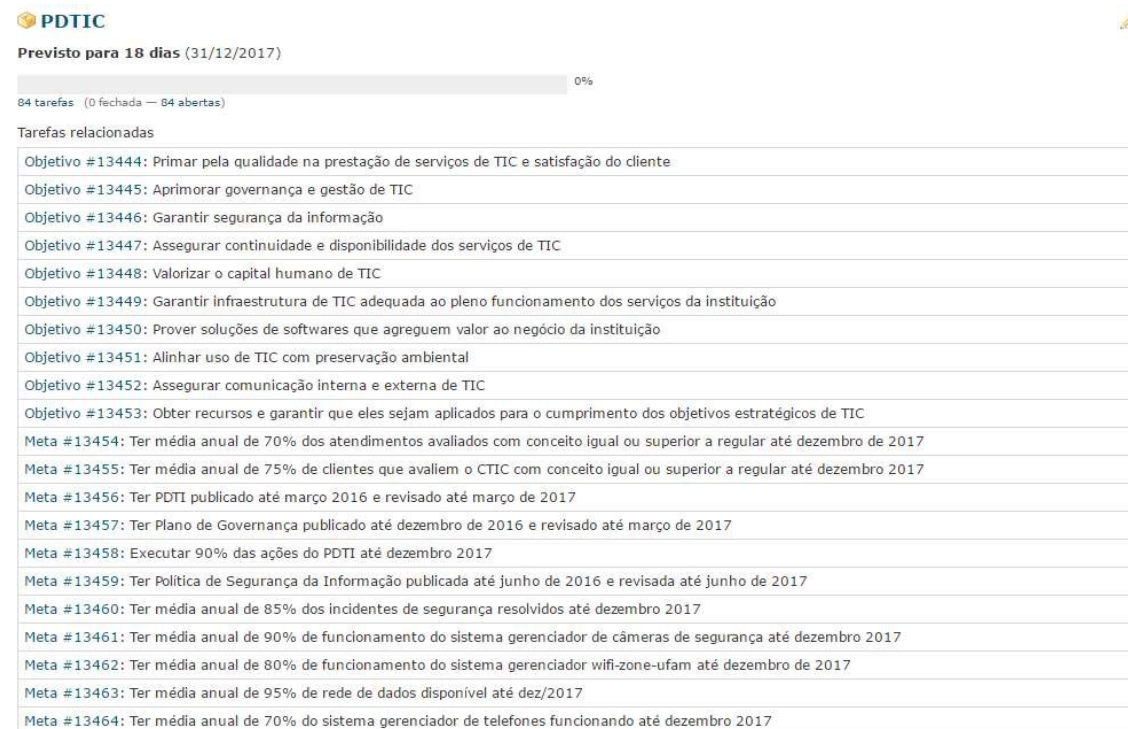 PDTIC
Previsto para 18 dias (31/12/2017)
0%
84 tarefas (0 fechada — 84 abertas)
Tarefas relacionadas
Objetivo #13444: Primar pela qualidade na prestação de serviços de TIC e satisfação do cliente
Objetivo #13445: Aprimorar governança e gestão de TIC
Objetivo #13446: Garantir segurança da informação
Objetivo #13447: Assegurar continuidade e disponibilidade dos serviços de TIC
Objetivo #13448: Valorizar o capital humano de TIC
Objetivo #13449: Garantir infraestrutura de TIC adequada ao pleno funcionamento dos serviços da instituição
Objetivo #13450: Prover soluções de softwares que agreguem valor ao negócio da instituição
Objetivo #13451: Alinhar uso de TIC com preservação ambiental
Objetivo #13452: Assegurar comunicação interna e externa de TIC
Objetivo #13453: Obter recursos e garantir que eles sejam aplicados para o cumprimento dos objetivos estratégicos de TIC
Meta #13454: Ter média anual de 70% dos atendimentos avaliados com conceito igual ou superior a regular até dezembro de 2017
Meta #13455: Ter média anual de 75% de clientes que avaliem o CTIC com conceito igual ou superior a regular até dezembro 2017
Meta #13456: Ter PDTI publicado até março 2016 e revisado até março de 2017
Meta #13457: Ter Plano de Governança publicado até dezembro de 2016 e revisado até março de 2017
Meta #13458: Executar 90% das ações do PDTI até dezembro 2017
Meta #13459: Ter Política de Segurança da Informação publicada até junho de 2016 e revisada até junho de 2017
Meta #13460: Ter média anual de 85% dos incidentes de segurança resolvidos até dezembro 2017
Meta #13461: Ter média anual de 90% de funcionamento do sistema gerenciador de câmeras de segurança até dezembro 2017
Meta #13462: Ter média anual de 80% de funcionamento do sistema gerenciador wifi-zone-ufam até dezembro de 2017
Meta #13463: Ter média anual de 95% de rede de dados disponível até dez/2017
Meta #13464: Ter média anual de 70% do sistema gerenciador de telefones funcionando até dezembro 2017